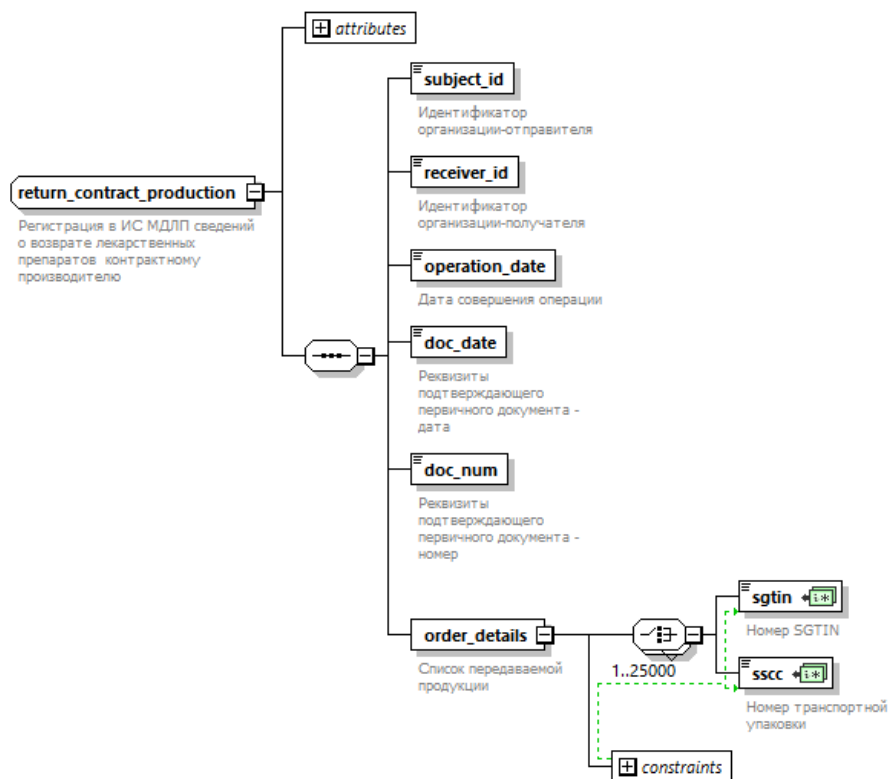 attributes
subject_id
Идентификатор
организации-отправителя
receiver_id
return_contract_production
Идентификатор
организации-получателя
Регистрация в ИС МДЛП сведений
о возврате лекарственных
препаратов контрактному
производителю
operation_date
Дата совершения операции
doc_date
Реквизиты
подтверждающего
первичного документа -
дата
doc_num
Реквизиты
подтверждающего
первичного документа -
номер
sgtin
i*
Номер SGTIN
order_details
Список передаваемой
продукции
1..25000
sscc
i*
Номер транспортной
упаковки
constraints